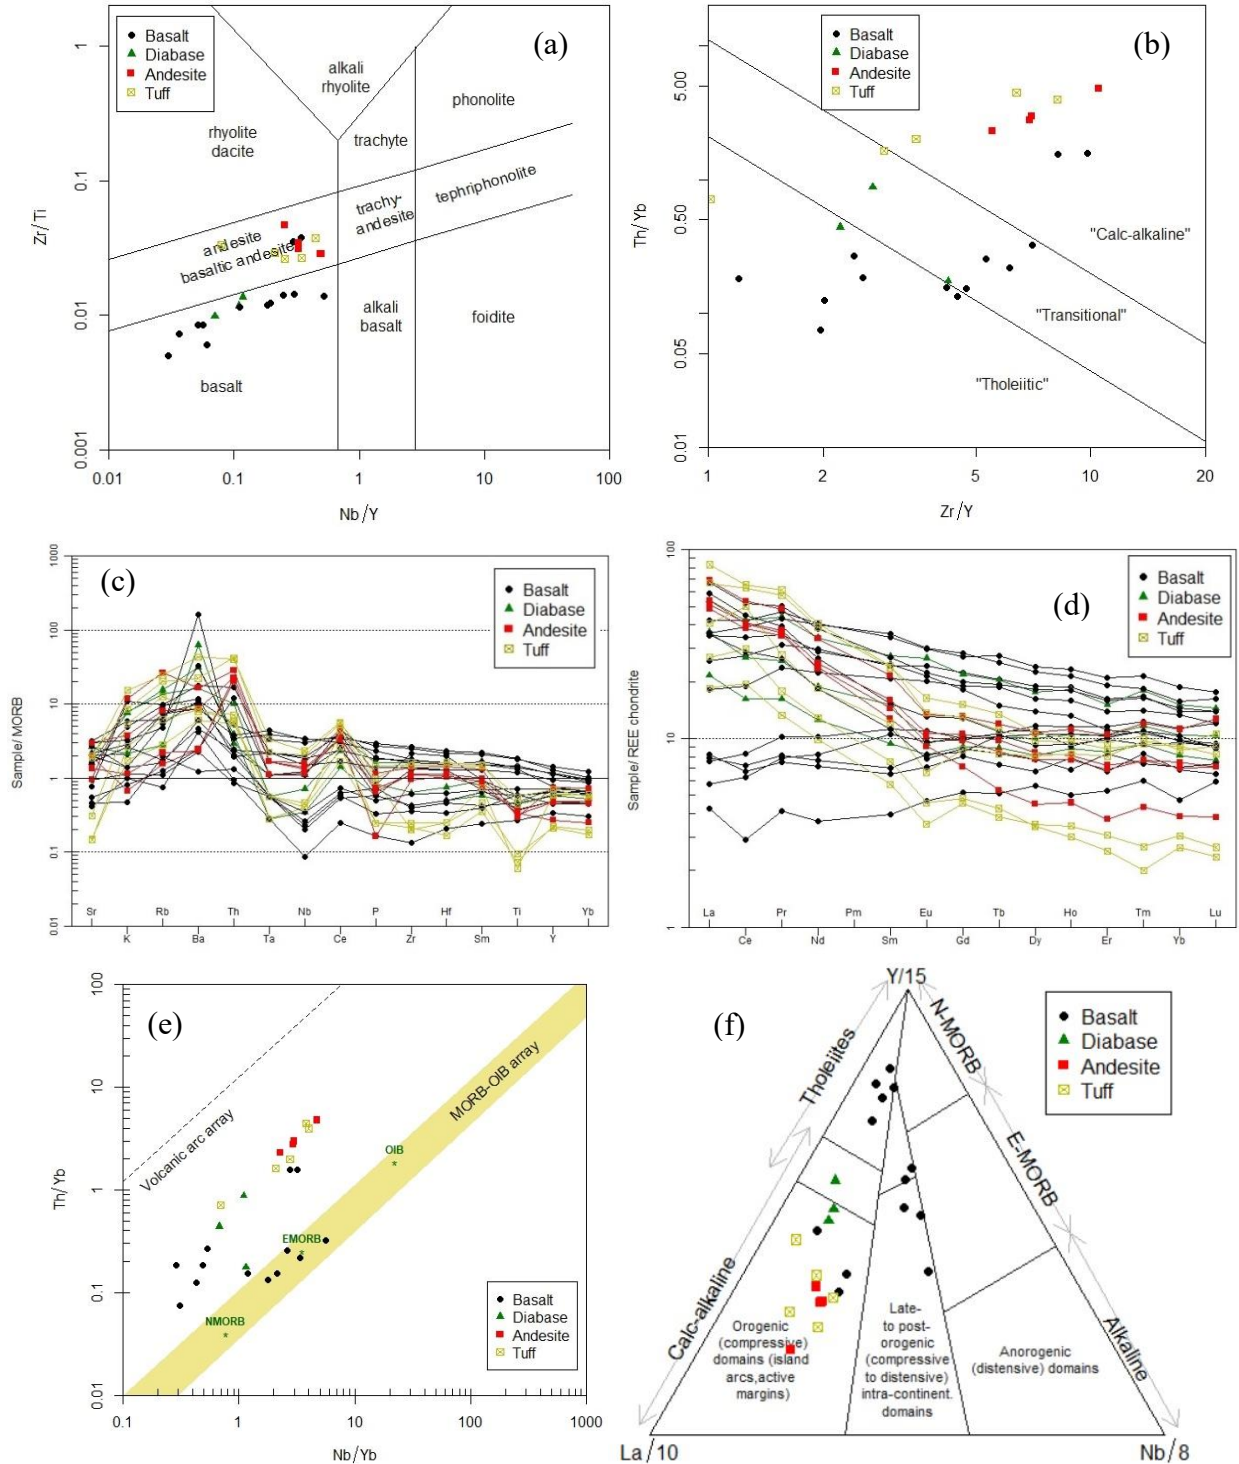 (a)
Basalt
Diabase
Andesite
Tuff
alkali
rhyolite
phonolite
rhyolite
dacite
trachyte
tephriphonolite
trachy-
andesite
andesite
basaltic andesite
alkali
basalt
foidite
basalt
1
0.1
0.01
0.001
Zr/Ti
0.01
0.1
1
10
100
Nb/Y
(b)
Basalt
Diabase
Andesite
Tuff
"Calc-alkaline"
"Transitional"
"Tholeiitic"
5.00
0.50
0.05
0.01
Th/Yb
1
2
5
10
20
Zr/Y
(c)
Basalt
Diabase
Andesite
Tuff
1000
100
10
1
0.1
0.01
Sample/ MORB
Sr
Rb
Th
Nb
P
Hf
Ti
Yb
K
Ba
Ta
Ce
Zr
Sm
Y
(d)
Basalt
Diabase
Andesite
Tuff
100
10
1
Sample/ REE chondrite
La
Pr
Pm
Eu
Tb
Ho
Tm
Lu
Ce
Nd
Sm
Gd
Dy
Er
Yb
(e)
Volcanic arc array
MORB-OIB array
OIB
*
EMORB
*
NMORB
*
Basalt
Diabase
Andesite
Tuff
100
10
1
0.1
0.01
Th/Yb
0.1
1
10
100
1000
Nb/Yb
(f)
Y/15
Basalt
Diabase
Andesite
Tuff
Tholeiites
Calc-alkaline
N-MORB
E-MORB
Alkaline
Orogenic
(compressive)
domains (island
arcs,active
margins)
Late-
to post-
orogenic
(compressive
to distensive)
intra-continent.
domains
Anorogenic
(distensive) domains
La/10
Nb/8